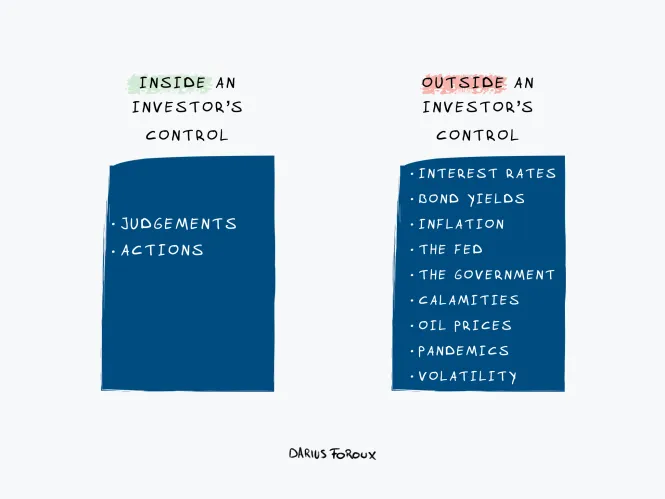 INSIDE AN
INVESTOR'S
CONTROL
· JUDGEMENTS
· ACTIONS
OUTSIDE AN
INVESTOR'S
CONTROL
· INTEREST RATES
· BOND YIELDS
· INFLATION
· THE FED
· THE GOVERNMENT
· CALAMITIES
· OIL PRICES
· PANDEMICS
· VOLATILITY
DARIUS FOROUX